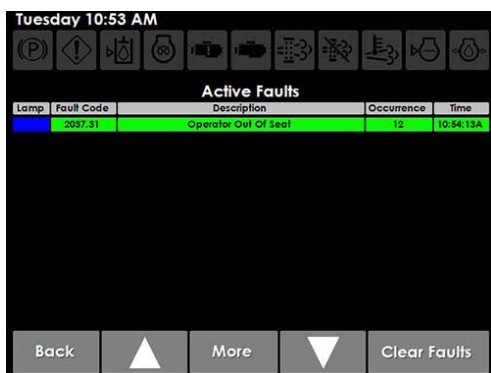 Tuesday 10:53 AM
(P)
Active Faults
Lamp Fault Code Description Occurrence Time
2037.31 Operator Out Of Seat 12 10:54:13A
Back More Clear Faults